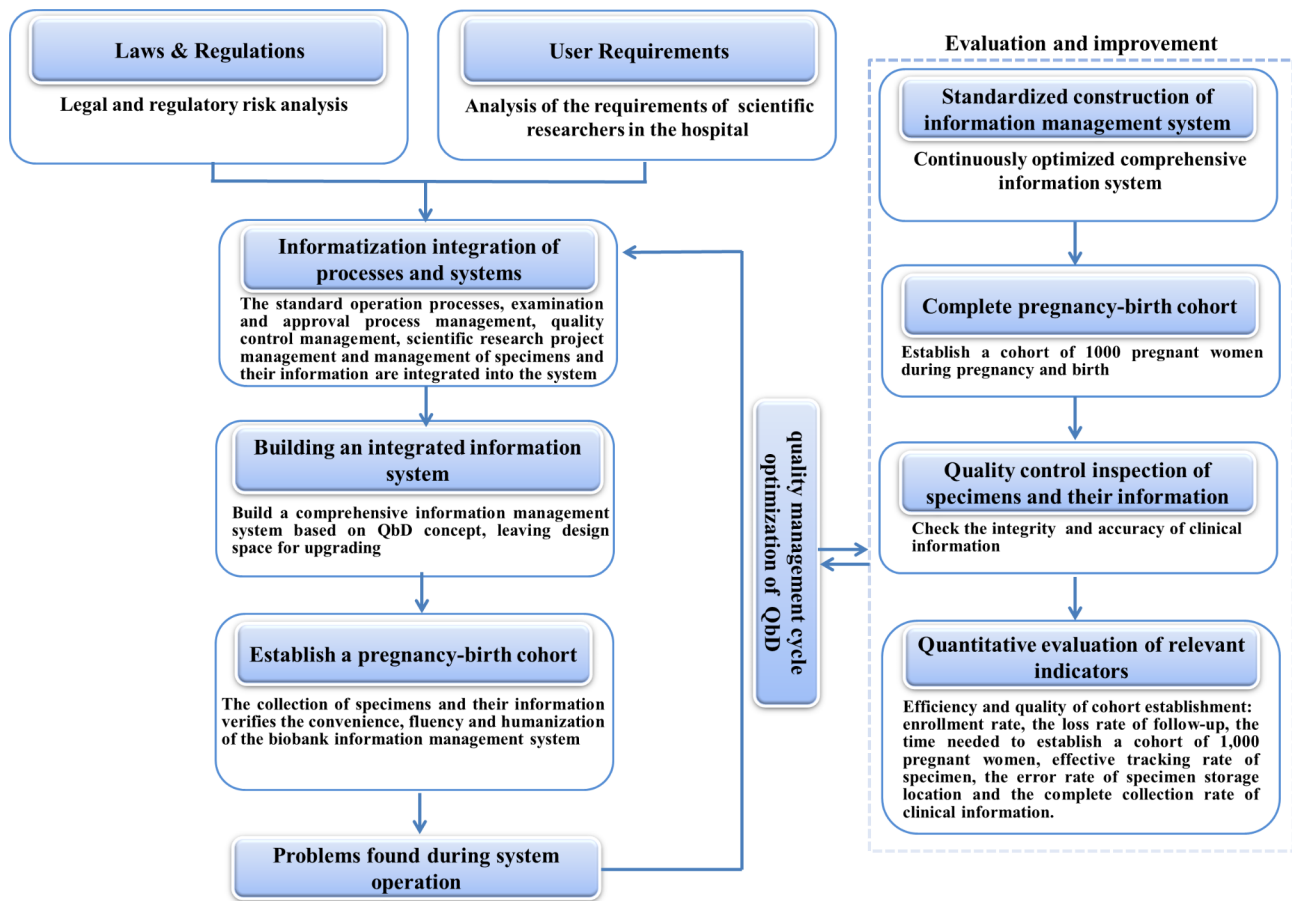 Laws & Regulations
Legal and regulatory risk analysis
User Requirements
Analysis of the requirements of scientific
researchers in the hospital
Informatization integration of
processes and systems
The standard operation processes, examination
and approval process management, quality
control management, scientific research project
management and management of specimens and
their information are integrated into the system
Building an integrated information
system
Build a comprehensive information management
system based on QbD concept, leaving design
space for upgrading
Establish a pregnancy-birth cohort
The collection of specimens and their information
verifies the convenience, fluency and humanization
of the biobank information management system
Problems found during system
operation
quality management cycle
optimization of QbD
Evaluation and improvement
Standardized construction of
information management system
Continuously optimized comprehensive
information system
Complete pregnancy-birth cohort
Establish a cohort of 1000 pregnant women
during pregnancy and birth
Quality control inspection of
specimens and their information
Check the integrity and accuracy of clinical
information
Quantitative evaluation of relevant
indicators
Efficiency and quality of cohort establishment:
enrollment rate, the loss rate of follow-up, the
time needed to establish a cohort of 1,000
pregnant women, effective tracking rate of
specimen, the error rate of specimen storage
location and the complete collection rate of
clinical information.